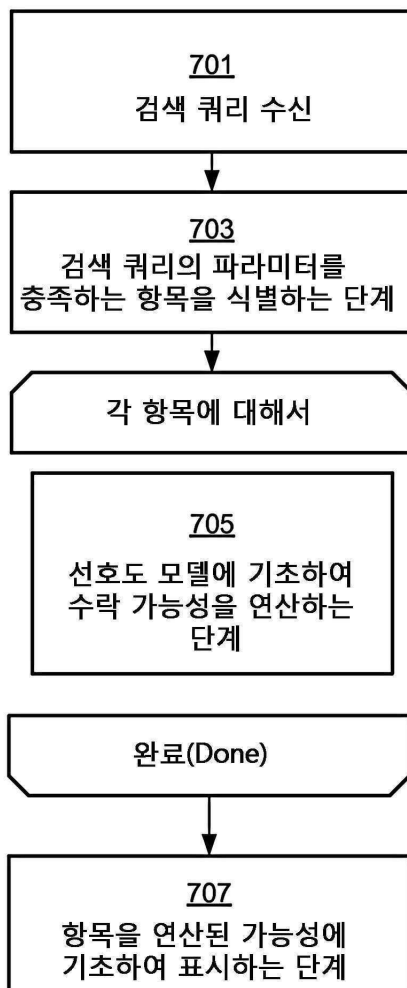 701
검색 쿼리 수신
703
검색 쿼리의 파라미터를
충족하는 항목을 식별하는 단계
각 항목에 대해서
705
선호도 모델에 기초하여
수락 가능성을 연산하는
단계
완료(Done)
707
항목을 연산된 가능성에
기초하여 표시하는 단계